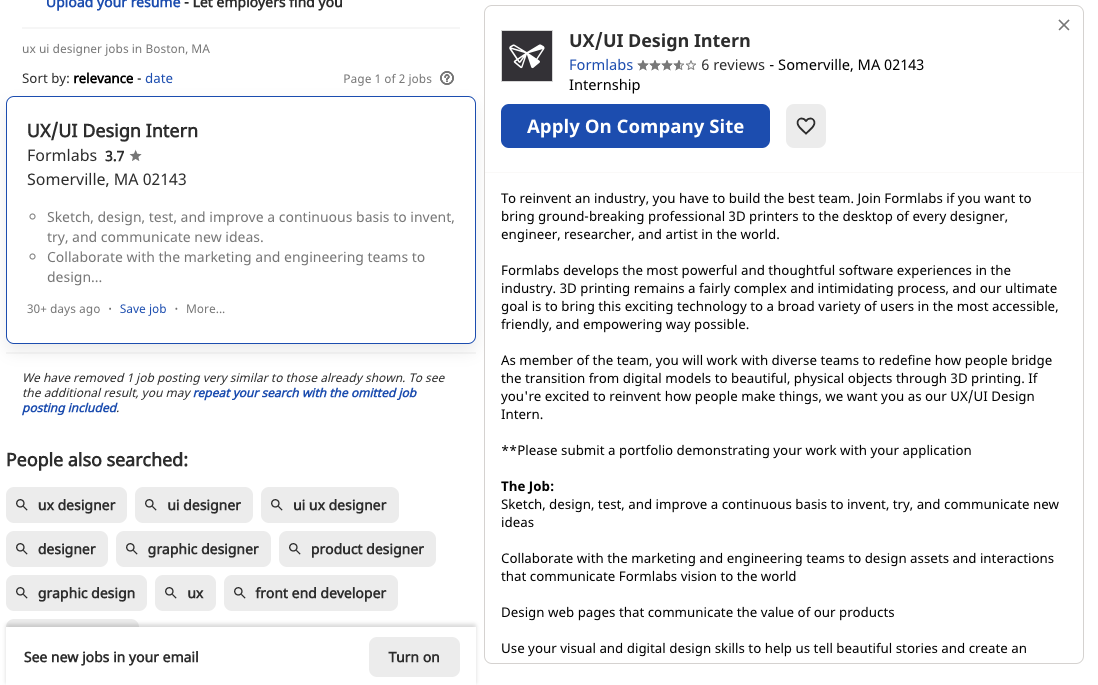 Upload your resume - Let employers find you
ux ui designer jobs in Boston, MA
Sort by: relevance - date
Page 1 of 2 jobs
UX/UI Design Intern
Formlabs 3.7
Somerville, MA 02143
Sketch, design, test, and improve a continuous basis to invent,
try, and communicate new ideas.
Collaborate with the marketing and engineering teams to
design...
30+ days ago · Save job · More...
We have removed 1 job posting very similar to those already shown. To see
the additional result, you may repeat your search with the omitted job
posting included.
People also searched:
ux designer
ui designer
ui ux designer
designer
graphic designer
product designer
graphic design
ux
front end developer
See new jobs in your email
Turn on
UX/UI Design Intern
Formlabs 6 reviews - Somerville, MA 02143
Internship
Apply On Company Site
To reinvent an industry, you have to build the best team. Join Formlabs if you want to
bring ground-breaking professional 3D printers to the desktop of every designer,
engineer, researcher, and artist in the world.
Formlabs develops the most powerful and thoughtful software experiences in the
industry. 3D printing remains a fairly complex and intimidating process, and our ultimate
goal is to bring this exciting technology to a broad variety of users in the most accessible,
friendly, and empowering way possible.
As member of the team, you will work with diverse teams to redefine how people bridge
the transition from digital models to beautiful, physical objects through 3D printing. If
you're excited to reinvent how people make things, we want you as our UX/UI Design
Intern.
**Please submit a portfolio demonstrating your work with your application
The Job:
Sketch, design, test, and improve a continuous basis to invent, try, and communicate new
ideas
Collaborate with the marketing and engineering teams to design assets and interactions
that communicate Formlabs vision to the world
Design web pages that communicate the value of our products
Use your visual and digital design skills to help us tell beautiful stories and create an